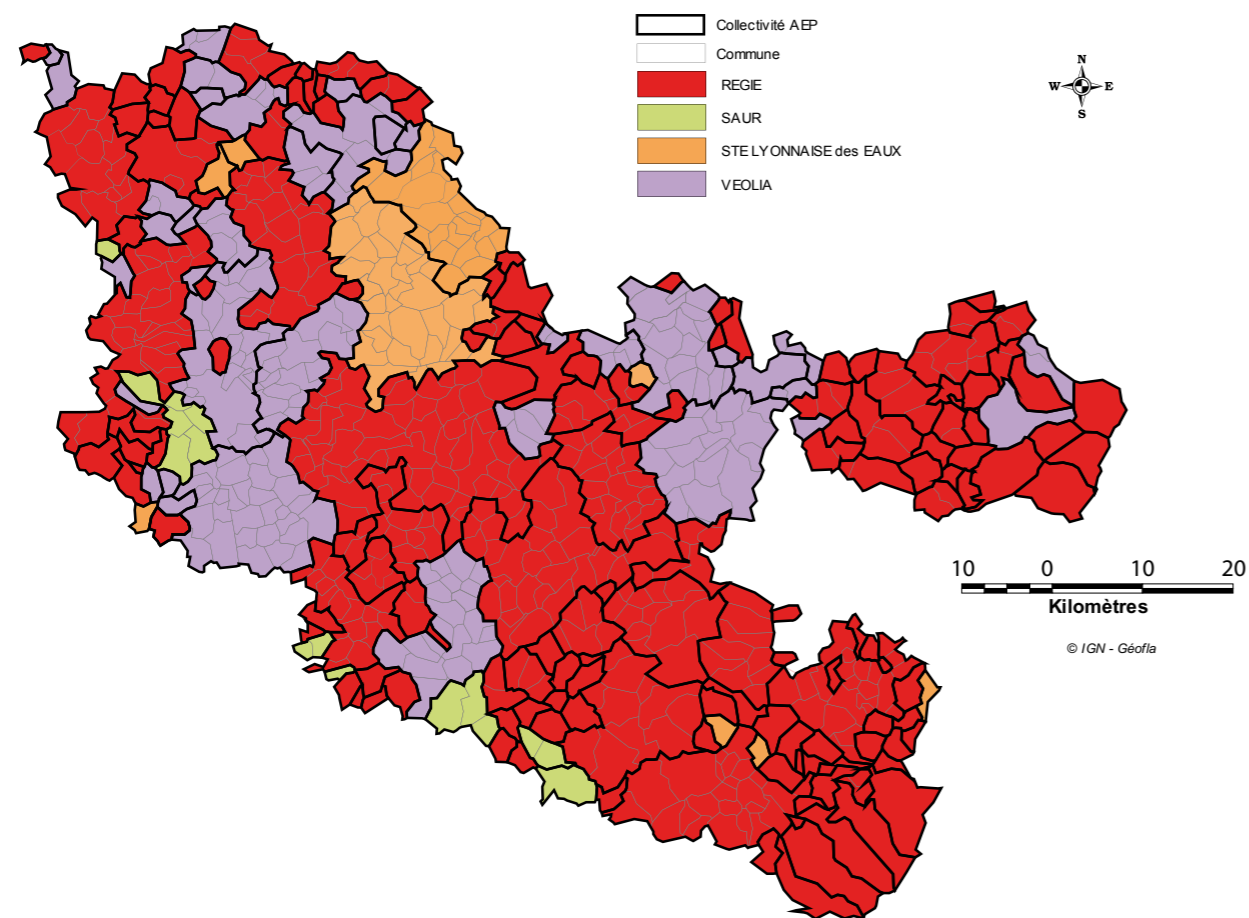 Collectivité AEP
Commune
REGIE
SAUR
STE LYONNAISE des EAUX
VEOLIA
N
W E
S
10 0 10 20
Kilomètres
© IGN - Géofla